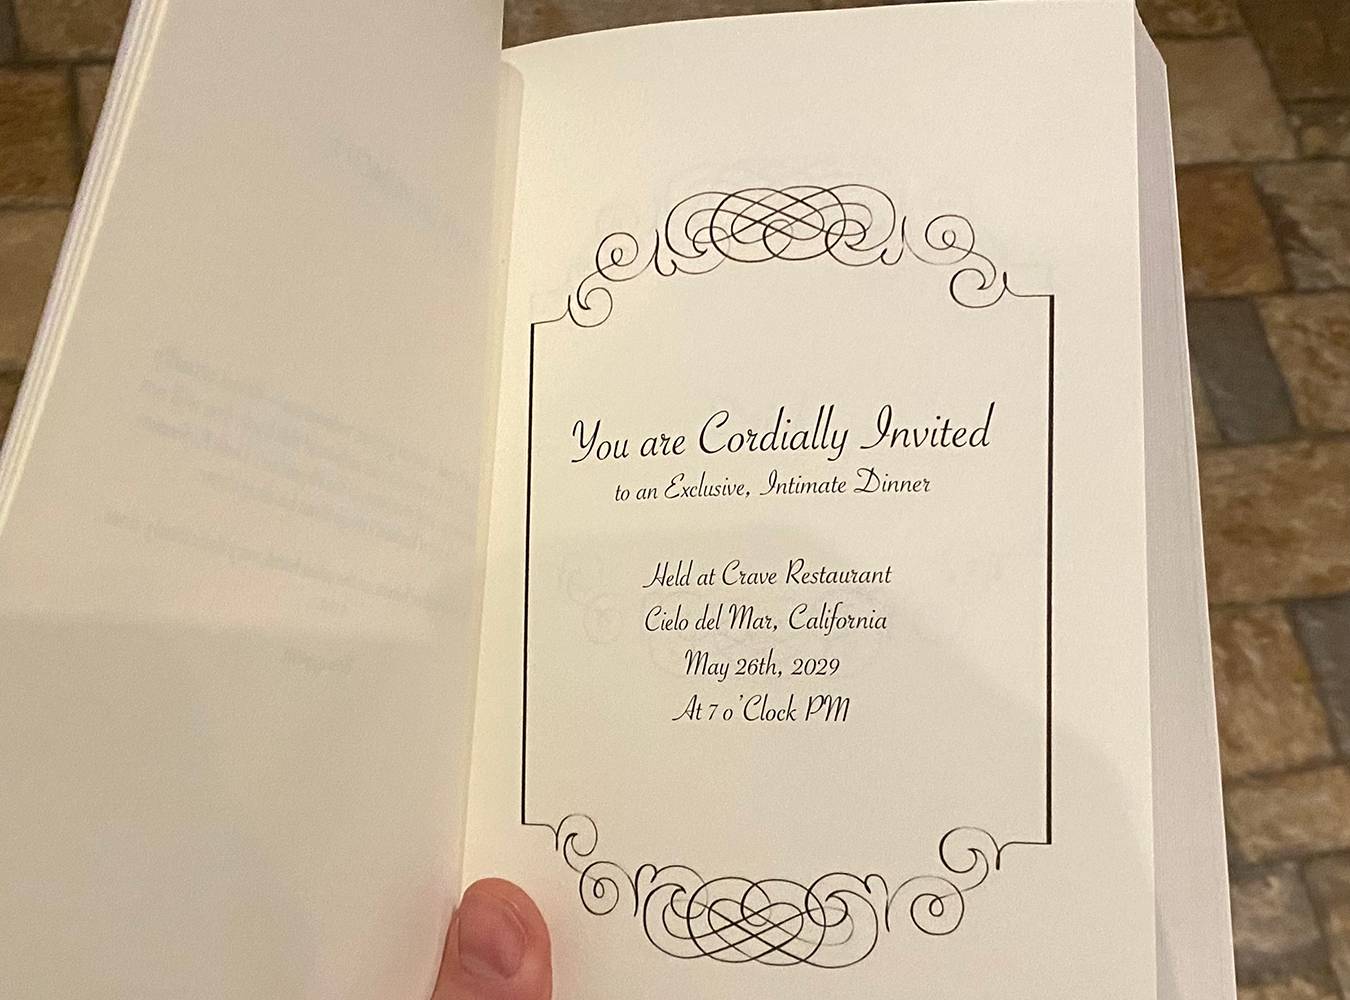 You are Cordially Invited
to an Exclusive, Intimate Dinner
Held at Crave Restaurant
Cielo del Mar, California
May 26th, 2029
At 7 o'Clock PM